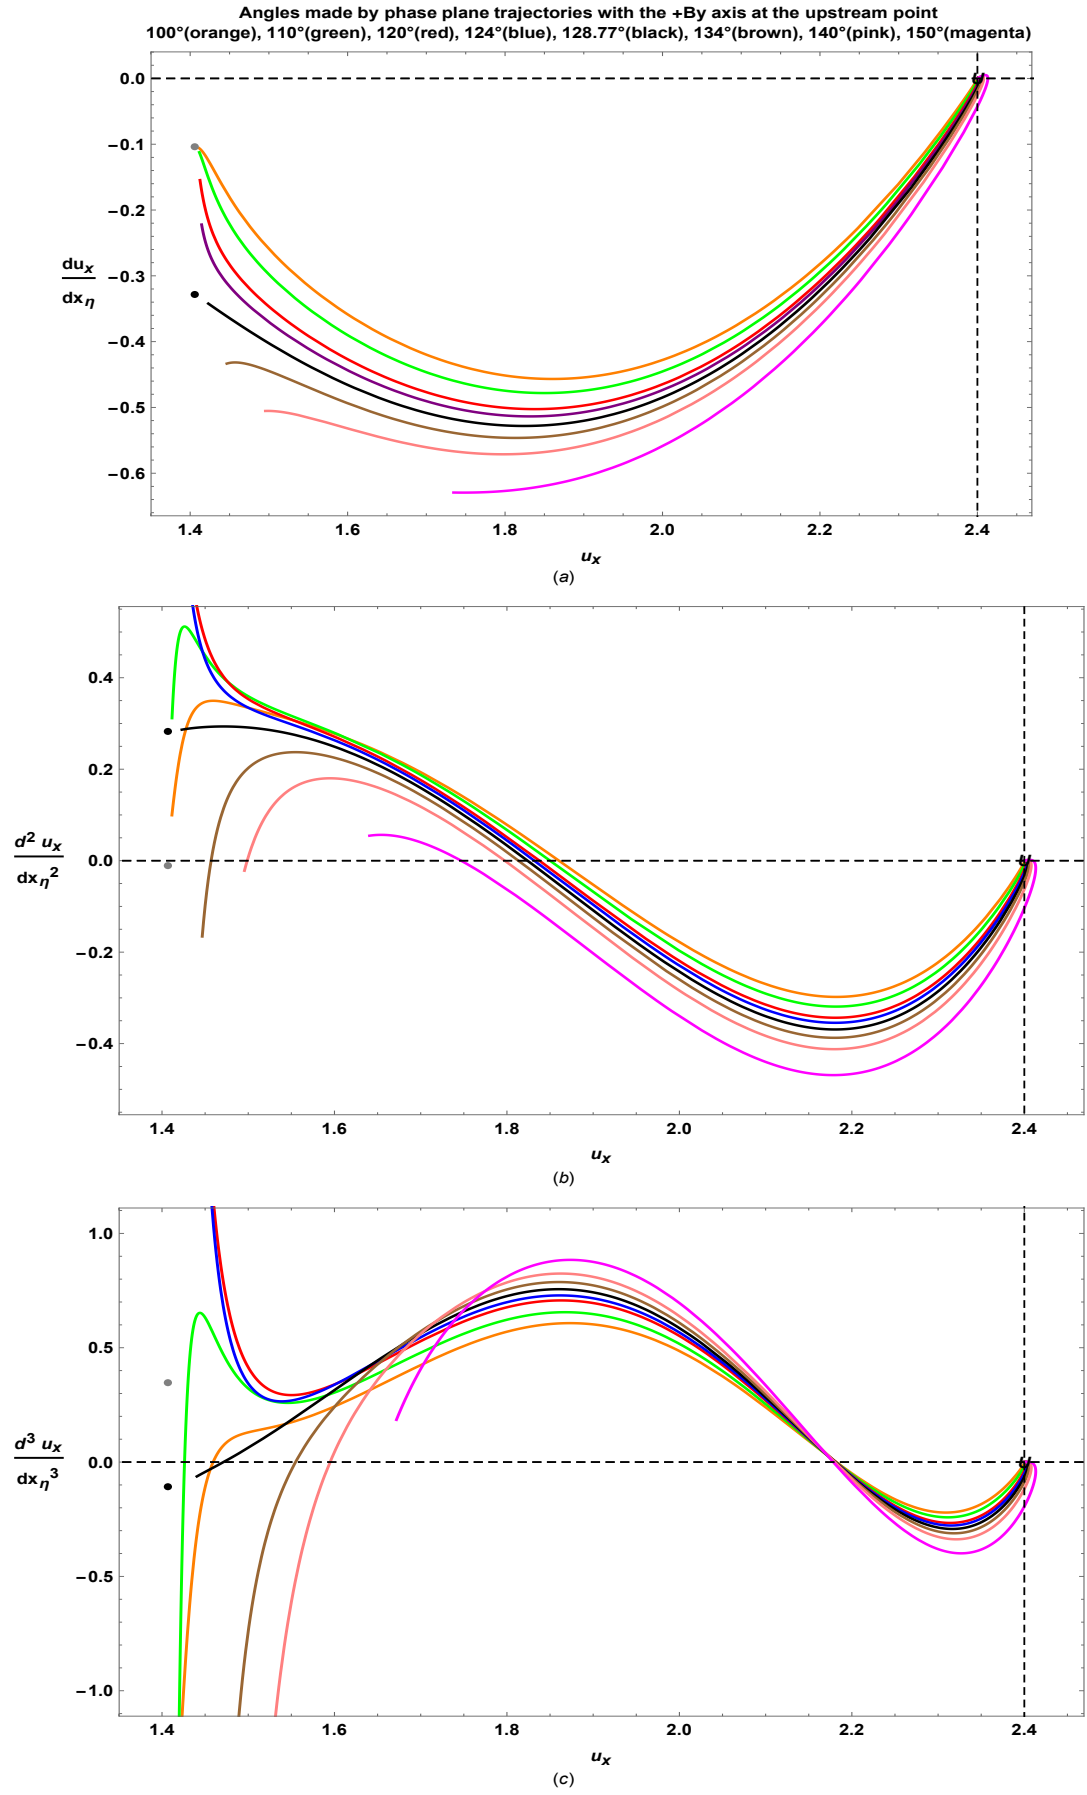 Angles made by phase plane trajectories with the +By axis at the upstream point
100°(orange), 110°(green), 120°(red), 124°(blue), 128.77°(black), 134°(brown), 140°(pink), 150°(magenta)
0.0
−0.1
−0.2
−0.3
−0.4
−0.5
−0.6
du_x
dx_η
1.4 1.6 1.8 2.0 2.2 2.4
u_x
(a)
0.4
0.2
0.0
−0.2
−0.4
d² u_x
dx_η²
1.4 1.6 1.8 2.0 2.2 2.4
u_x
(b)
1.0
0.5
0.0
−0.5
−1.0
d³ u_x
dx_η³
1.4 1.6 1.8 2.0 2.2 2.4
u_x
(c)